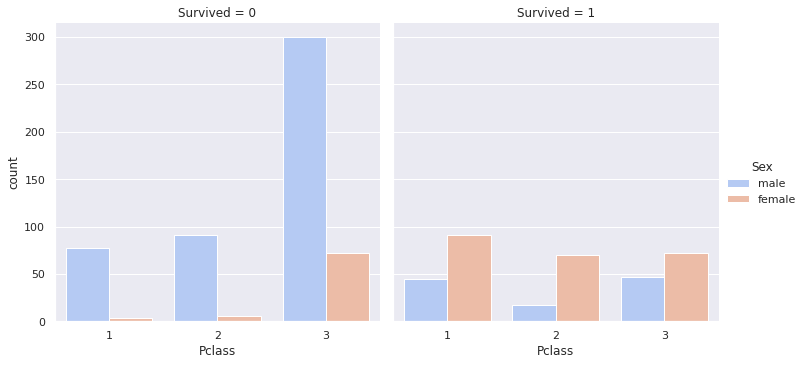 Survived = 0
Survived = 1
count
300
250
200
150
100
50
0
1 2 3
Pclass
1 2 3
Pclass
Sex
male
female